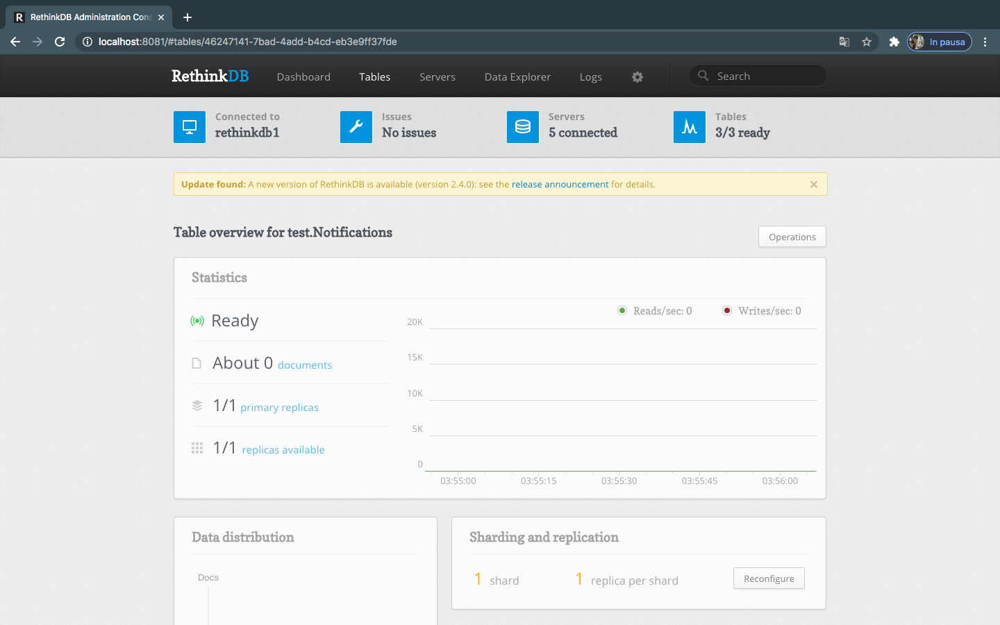 R RethinkDB Administration Cons
localhost:8081/#tables/46247141-7bad-4add-b4cd-eb3e9ff37fde
In pausa
RethinkDB
Dashboard
Tables
Servers
Data Explorer
Logs
Search
Connected to
rethinkdb1
Issues
No issues
Servers
5 connected
Tables
3/3 ready
Update found: A new version of RethinkDB is available (version 2.4.0): see the release announcement for details.
Table overview for test.Notifications
Operations
Statistics
Ready
About 0 documents
1/1 primary replicas
1/1 replicas available
Reads/sec: 0
Writes/sec: 0
20K
15K
10K
5K
0
03:55:00
03:55:15
03:55:30
03:55:45
03:56:00
Data distribution
Docs
Sharding and replication
1 shard
1 replica per shard
Reconfigure